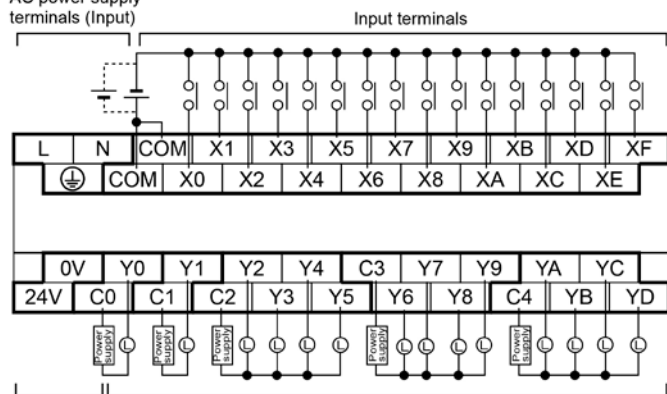 AC power supply
terminals (Input)
Input terminals
L N COM X1 X3 X5 X7 X9 XB XD XF
COM X0 X2 X4 X6 X8 XA XC XE
0V Y0 Y1 Y2 Y4 C3 Y7 Y9 YA YC
24V C0 C1 C2 Y3 Y5 Y6 Y8 C4 YB YD
Power supply L Power supply L Power supply L L L L Power supply L L L L Power supply L L L L